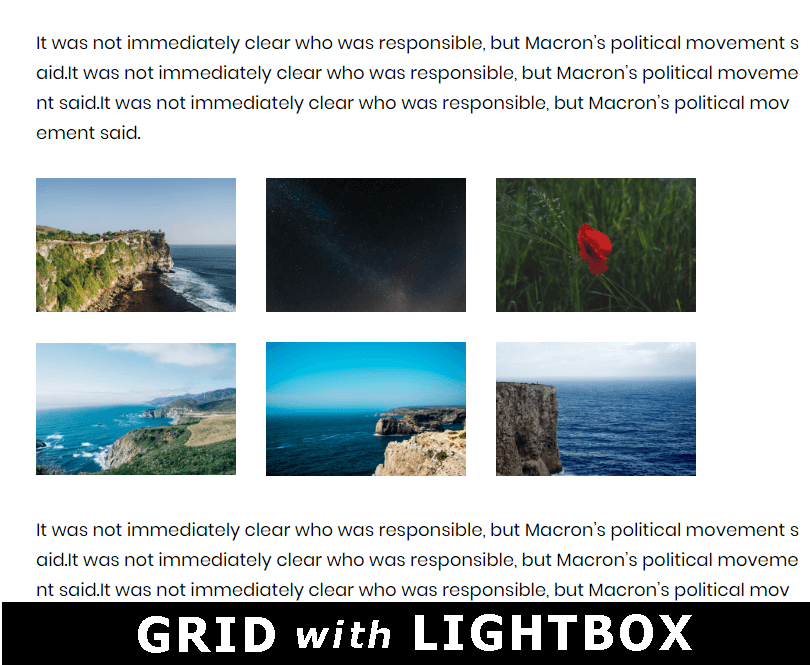 It was not immediately clear who was responsible, but Macron's political movement s
aid.It was not immediately clear who was responsible, but Macron's political moveme
nt said.It was not immediately clear who was responsible, but Macron's political mov
ement said.
It was not immediately clear who was responsible, but Macron's political movement s
aid.It was not immediately clear who was responsible, but Macron's political moveme
nt said.It was not immediately clear who was responsible, but Macron's political mov
GRID with LIGHTBOX